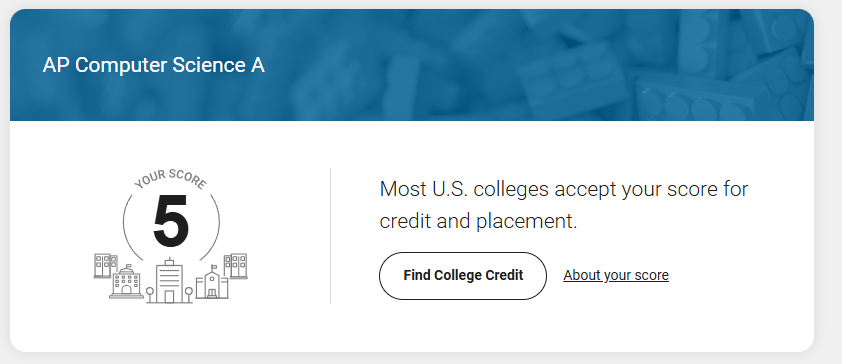 AP Computer Science A
YOUR SCORE
5
Most U.S. colleges accept your score for
credit and placement.
Find College Credit
About your score